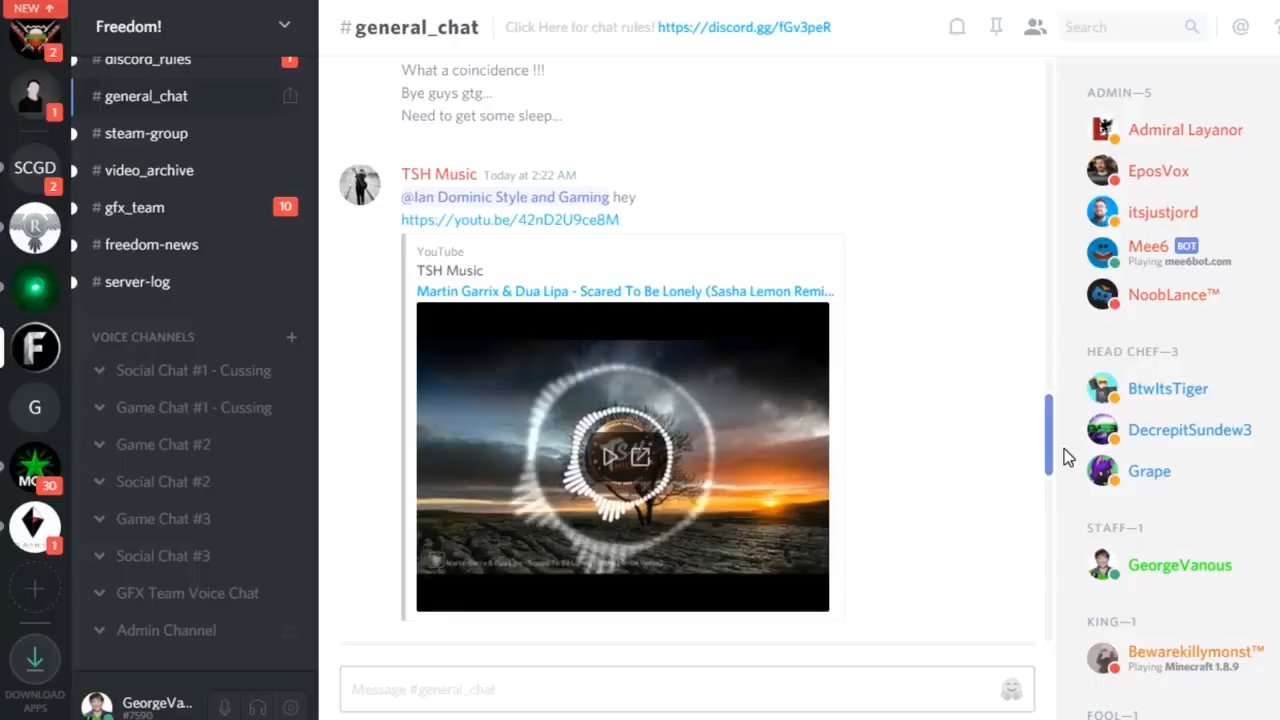 NEW ↑
2
1
SCGD
2
R
F
G
MC
30
1
DOWNLOAD
APPS
Freedom!
# discord_rules
1
# general_chat
# steam-group
# video_archive
# gfx_team
10
# freedom-news
# server-log
VOICE CHANNELS
Social Chat #1 - Cussing
Game Chat #1 - Cussing
Game Chat #2
Social Chat #2
Game Chat #3
Social Chat #3
GFX Team Voice Chat
Admin Channel
GeorgeVa...
#7590
# general_chat
Click Here for chat rules! https://discord.gg/fGv3peR
Search
@
?
What a coincidence !!!
Bye guys gtg...
Need to get some sleep...
TSH Music Today at 2:22 AM
@Ian Dominic Style and Gaming hey
https://youtu.be/42nD2U9ce8M
YouTube
TSH Music
Martin Garrix & Dua Lipa - Scared To Be Lonely (Sasha Lemon Remi...
Message #general_chat
ADMIN—5
Admiral Layanor
EposVox
itsjustjord
Mee6 BOT
Playing mee6bot.com
NoobLance™
HEAD CHEF—3
BtwItsTiger
DecrepitSundew3
Grape
STAFF—1
GeorgeVanous
KING—1
Bewarekillymonst™
Playing Minecraft 1.8.9
FOOL—1